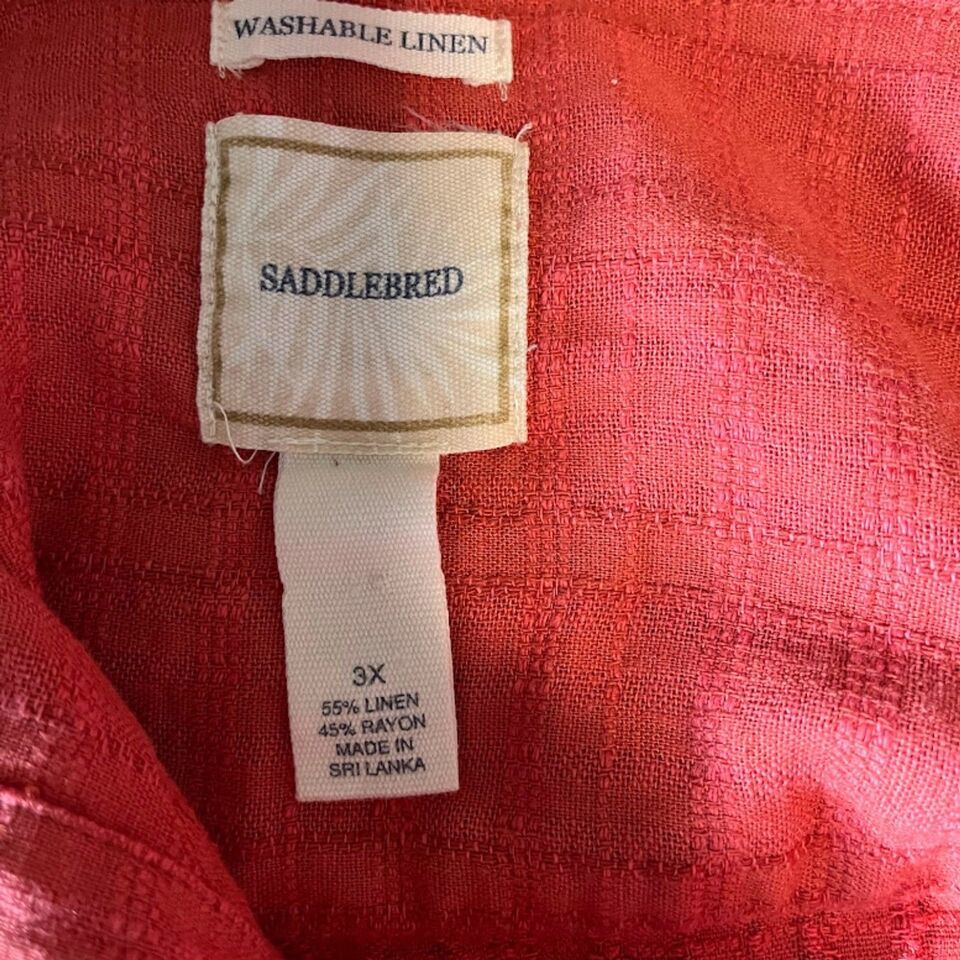 WASHABLE LINEN
SADDLEBRED
3X
55% LINEN
45% RAYON
MADE IN
SRI LANKA